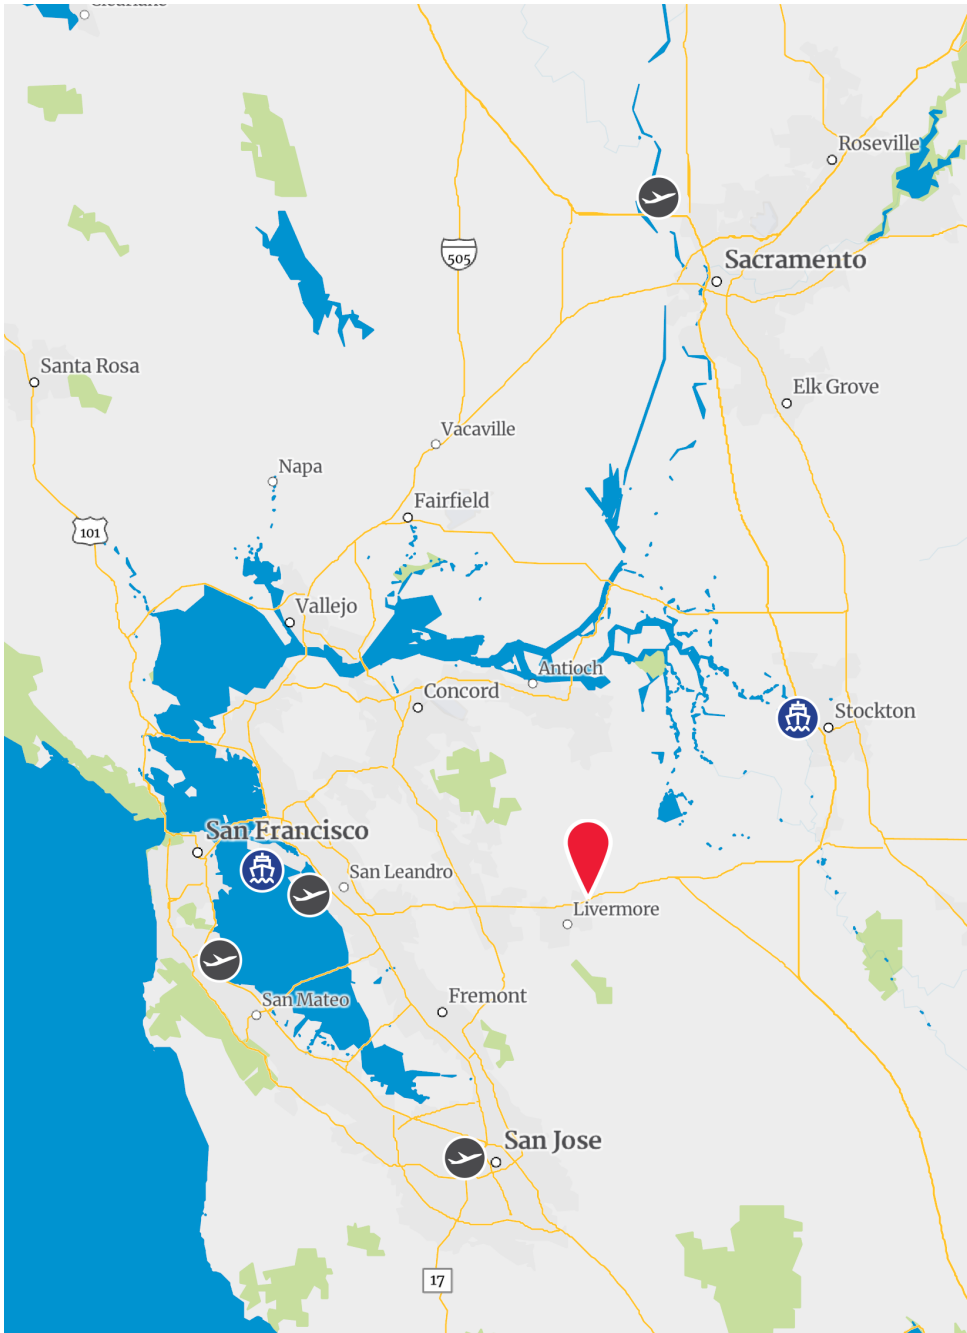 Clearlake
Roseville
505
Sacramento
Santa Rosa
Elk Grove
Vacaville
Napa
Fairfield
101
Vallejo
Antioch
Concord
Stockton
San Francisco
San Leandro
Livermore
Fremont
San Mateo
San Jose
17